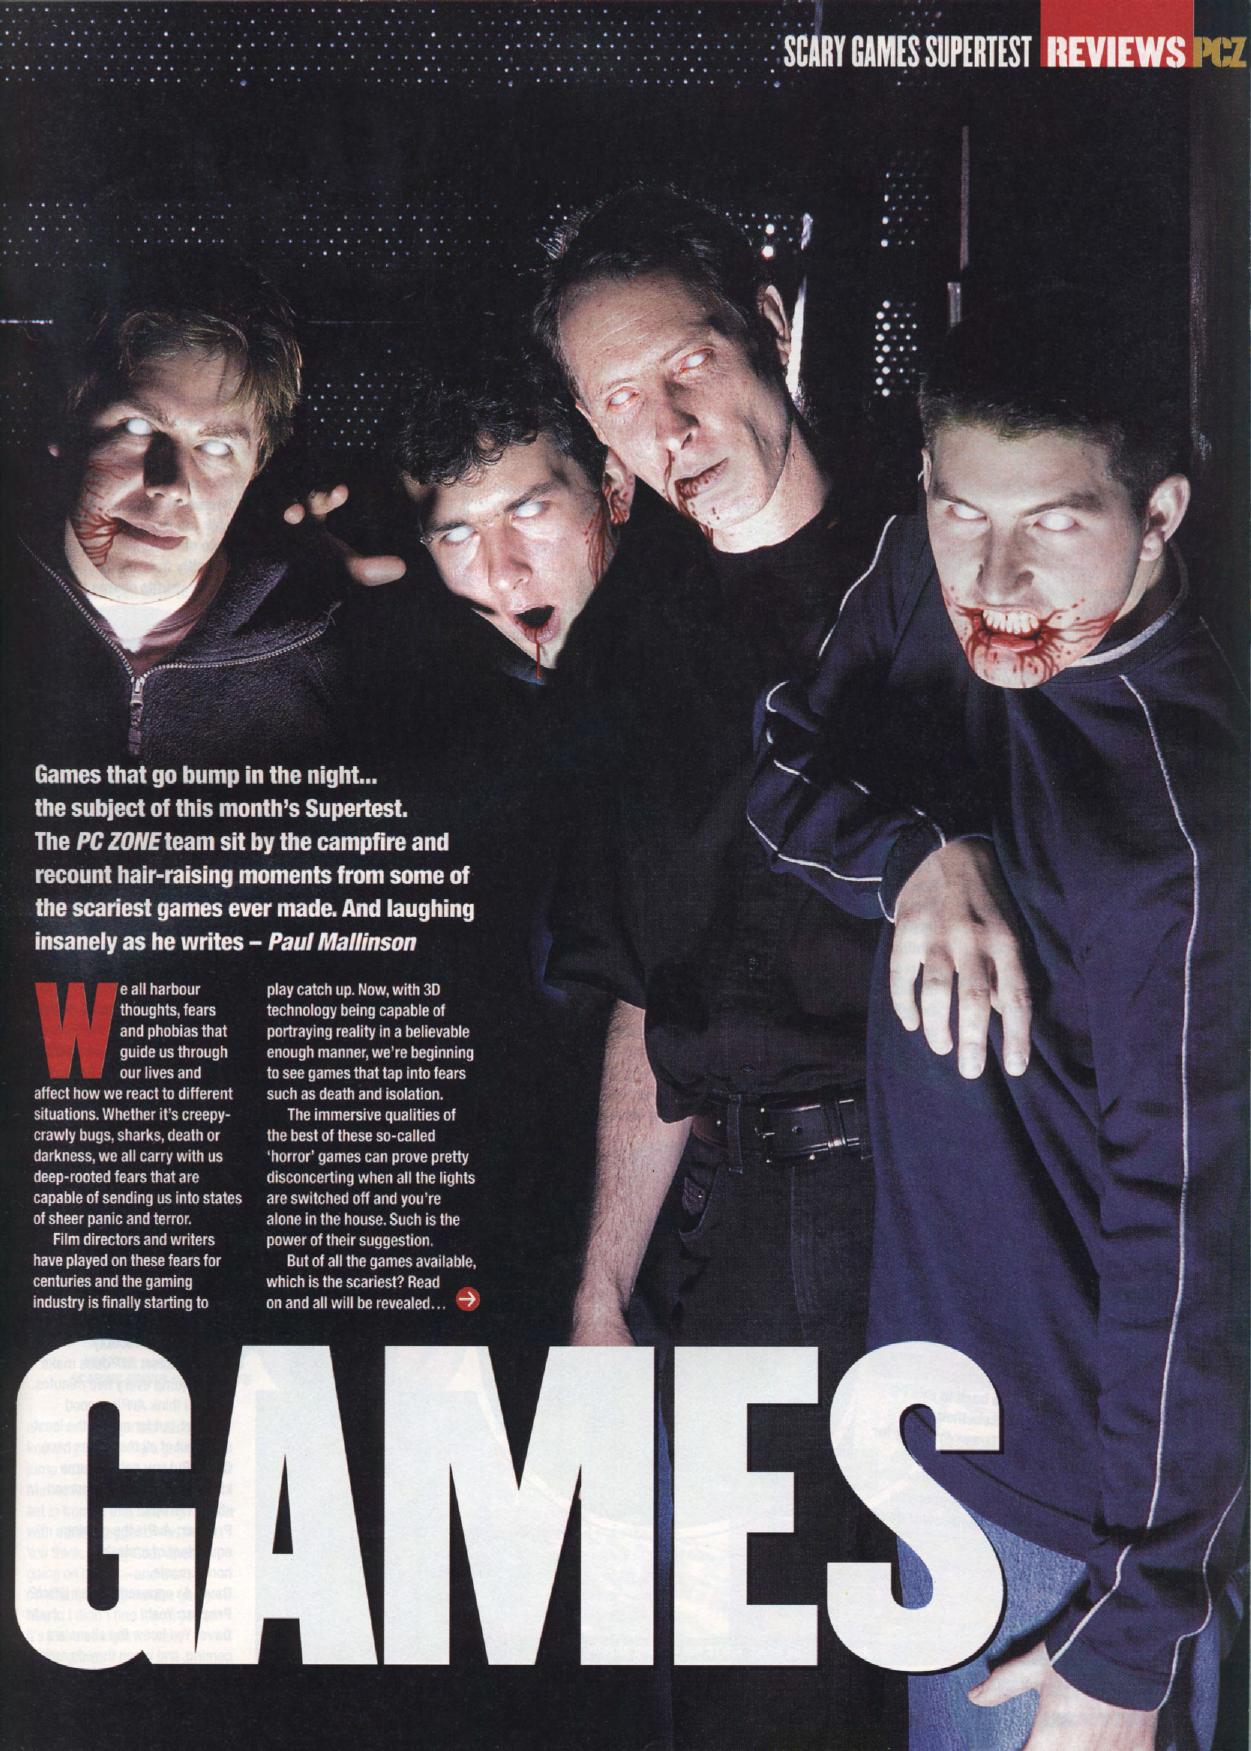 SCARY GAMES SUPERTEST REVIEWS PCZ
Games that go bump in the night...
the subject of this month's Supertest.
The PC ZONE team sit by the campfire and
recount hair-raising moments from some of
the scariest games ever made. And laughing
insanely as he writes – Paul Mallinson
We all harbour
thoughts, fears
and phobias that
guide us through
our lives and
affect how we react to different
situations. Whether it's creepy-
crawly bugs, sharks, death or
darkness, we all carry with us
deep-rooted fears that are
capable of sending us into states
of sheer panic and terror.
Film directors and writers
have played on these fears for
centuries and the gaming
industry is finally starting to
play catch up. Now, with 3D
technology being capable of
portraying reality in a believable
enough manner, we're beginning
to see games that tap into fears
such as death and isolation.
The immersive qualities of
the best of these so-called
'horror' games can prove pretty
disconcerting when all the lights
are switched off and you're
alone in the house. Such is the
power of their suggestion.
But of all the games available,
which is the scariest? Read
on and all will be revealed...
GAMES